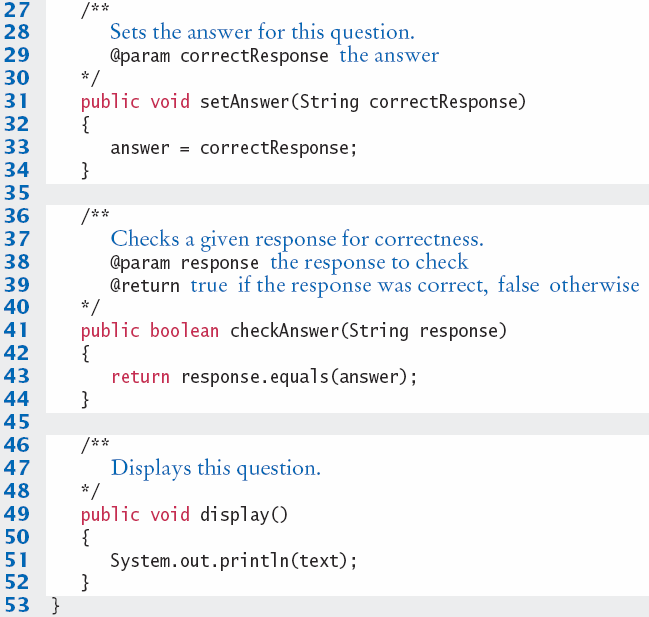 27 /**
28 Sets the answer for this question.
29 @param correctResponse the answer
30 */
31 public void setAnswer(String correctResponse)
32 {
33 answer = correctResponse;
34 }
35
36 /**
37 Checks a given response for correctness.
38 @param response the response to check
39 @return true if the response was correct, false otherwise
40 */
41 public boolean checkAnswer(String response)
42 {
43 return response.equals(answer);
44 }
45
46 /**
47 Displays this question.
48 */
49 public void display()
50 {
51 System.out.println(text);
52 }
53 }